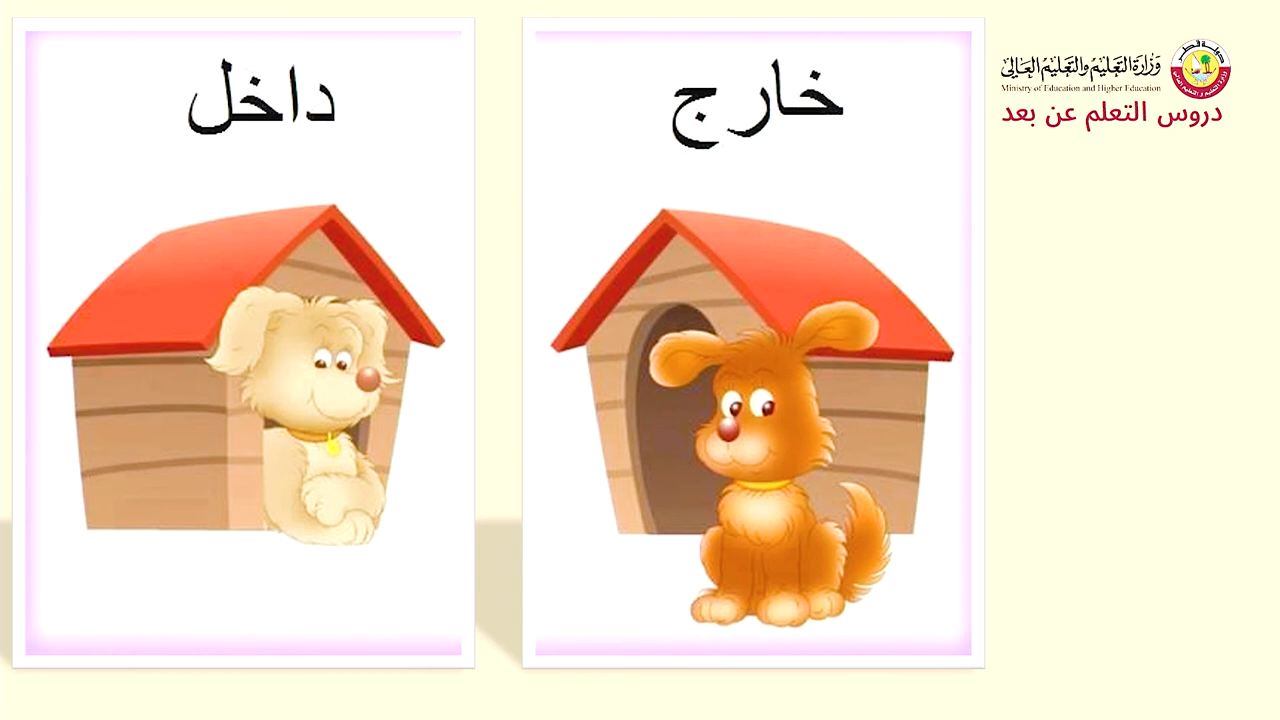 خارج
داخل
وزارة التعليم والتعليم العالي
Ministry of Education and Higher Education
دروس التعلم عن بعد